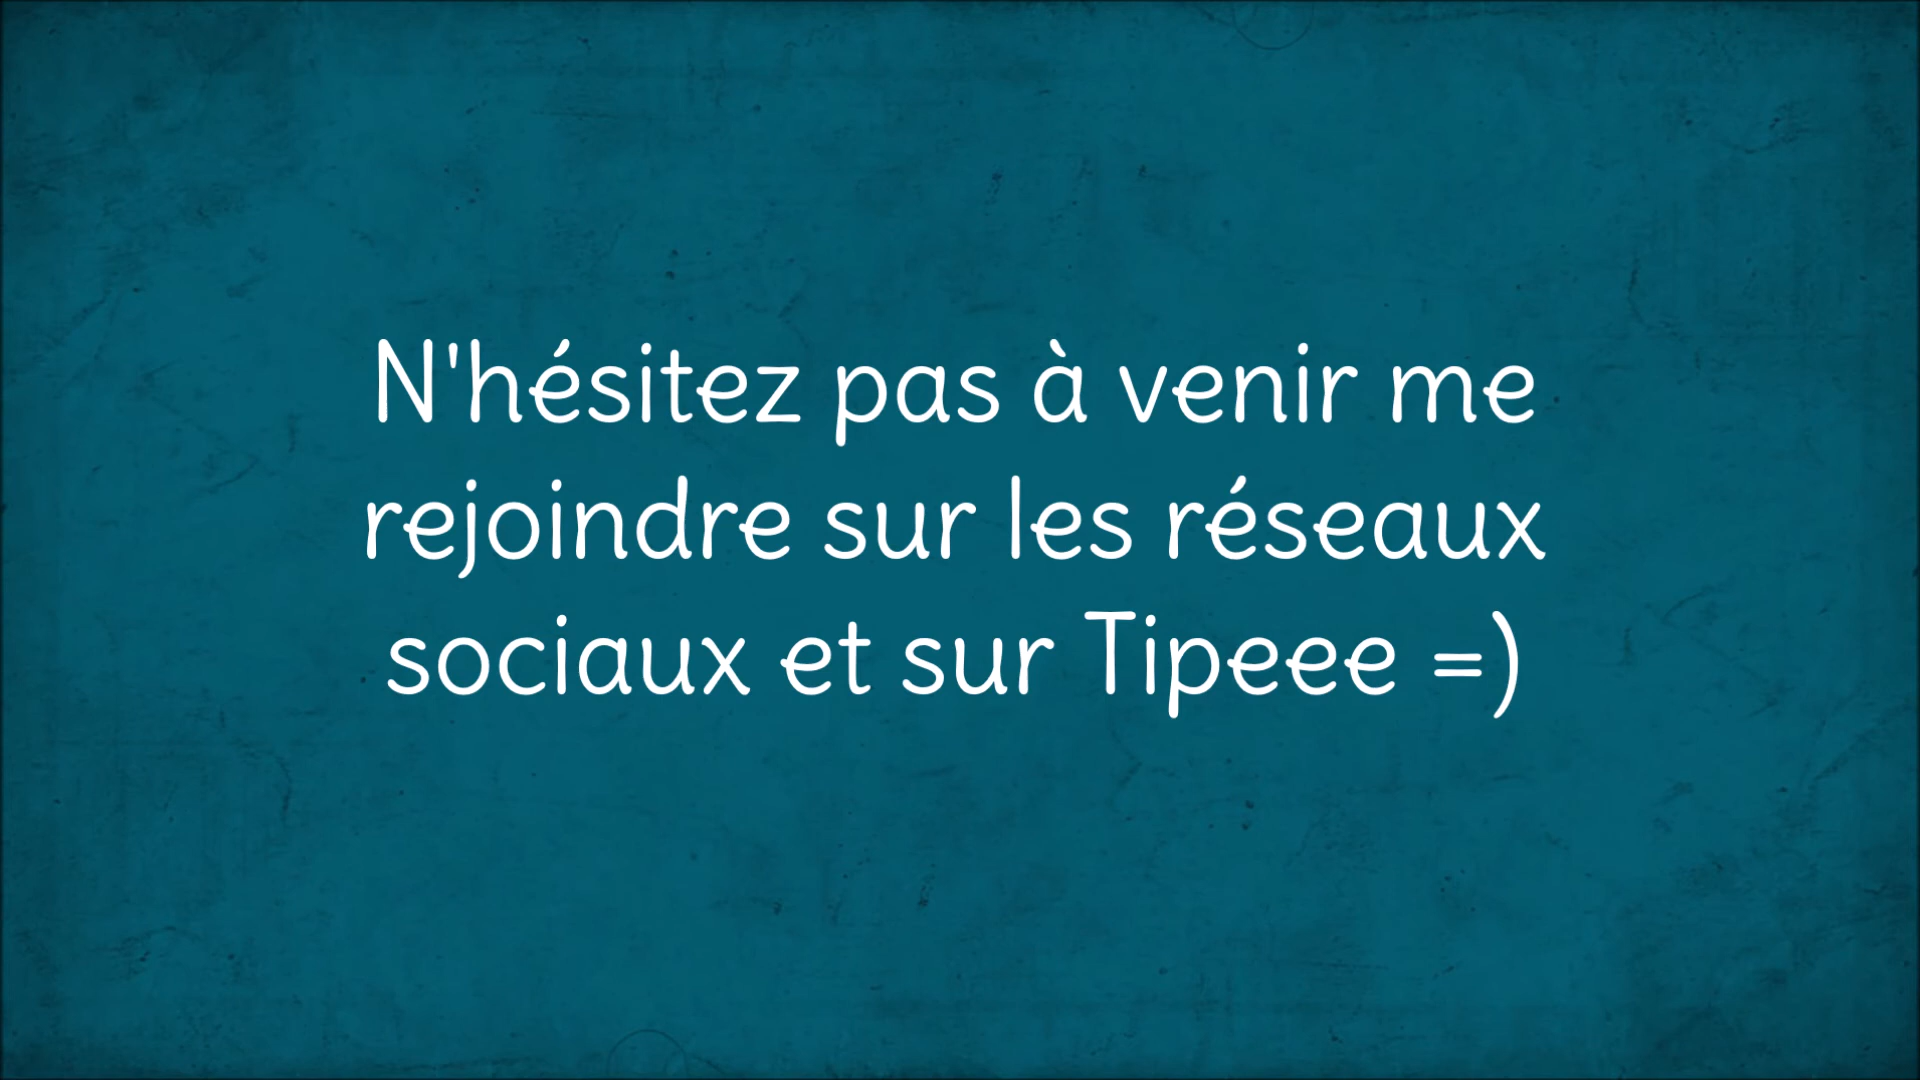 N'hésitez pas à venir me
rejoindre sur les réseaux
sociaux et sur Tipeee =)